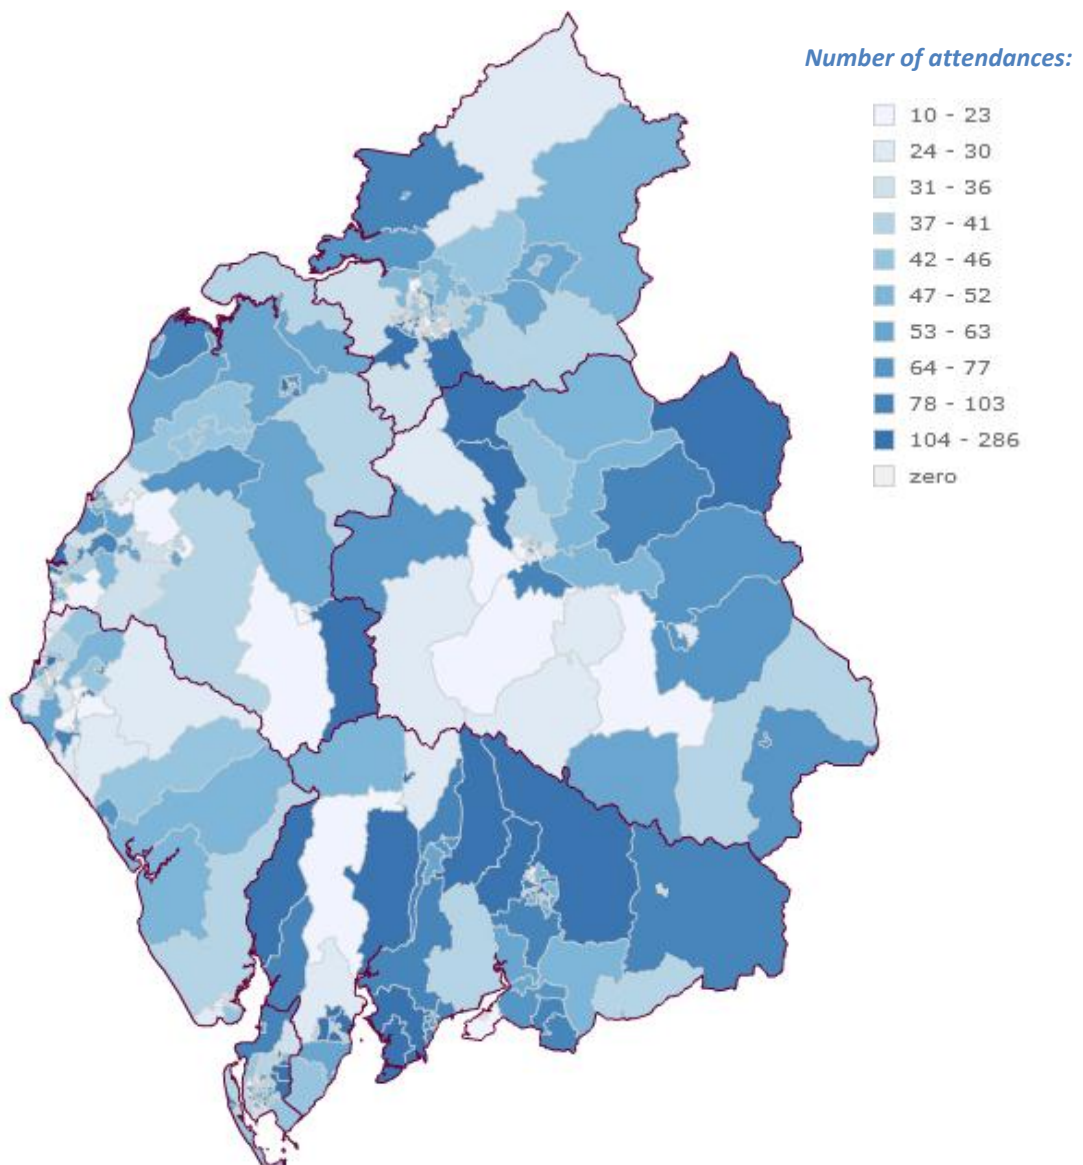 Number of attendances:
10 - 23
24 - 30
31 - 36
37 - 41
42 - 46
47 - 52
53 - 63
64 - 77
78 - 103
104 - 286
zero